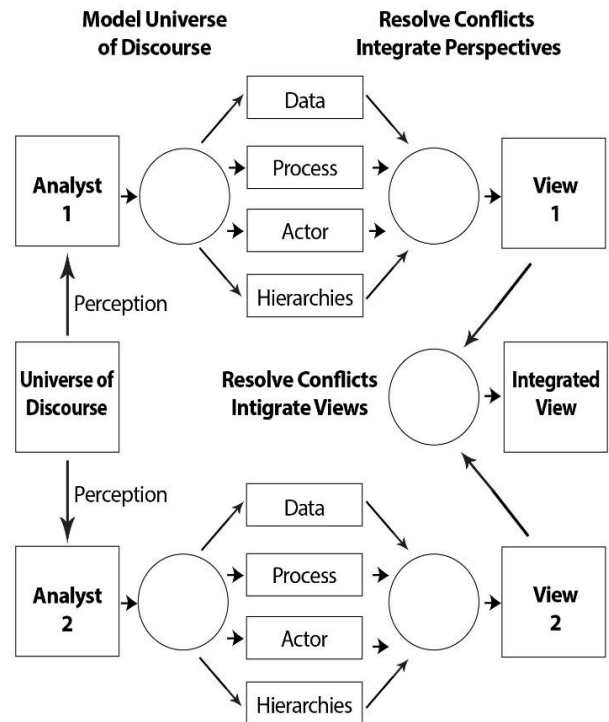 Model Universe
of Discourse
Resolve Conflicts
Integrate Perspectives
Data
Process
Actor
Hierarchies
Analyst
1
View
1
Perception
Universe of
Discourse
Resolve Conflicts
Intigrate Views
Integrated
View
Perception
Data
Process
Actor
Hierarchies
Analyst
2
View
2